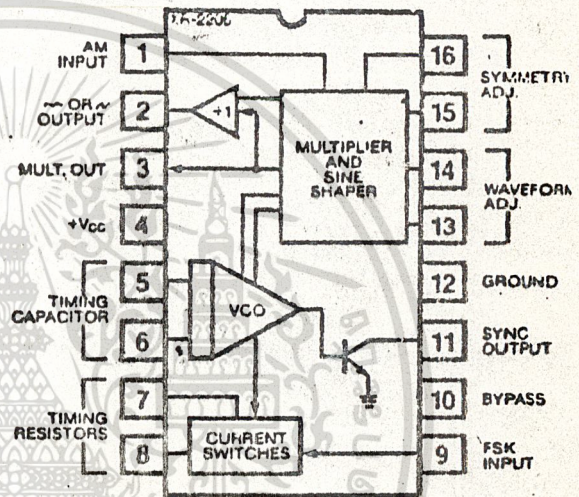 XR-2206
AM
INPUT
1
~ OR ~
OUTPUT
2
MULT. OUT
3
+Vcc
4
TIMING
CAPACITOR
5
6
TIMING
RESISTORS
7
8
+1
MULTIPLIER
AND
SINE
SHAPER
VCO
CURRENT
SWITCHES
16
SYMMETRY
ADJ.
15
14
WAVEFORM
ADJ.
13
12
GROUND
11
SYNC
OUTPUT
10
BYPASS
9
FSK
INPUT